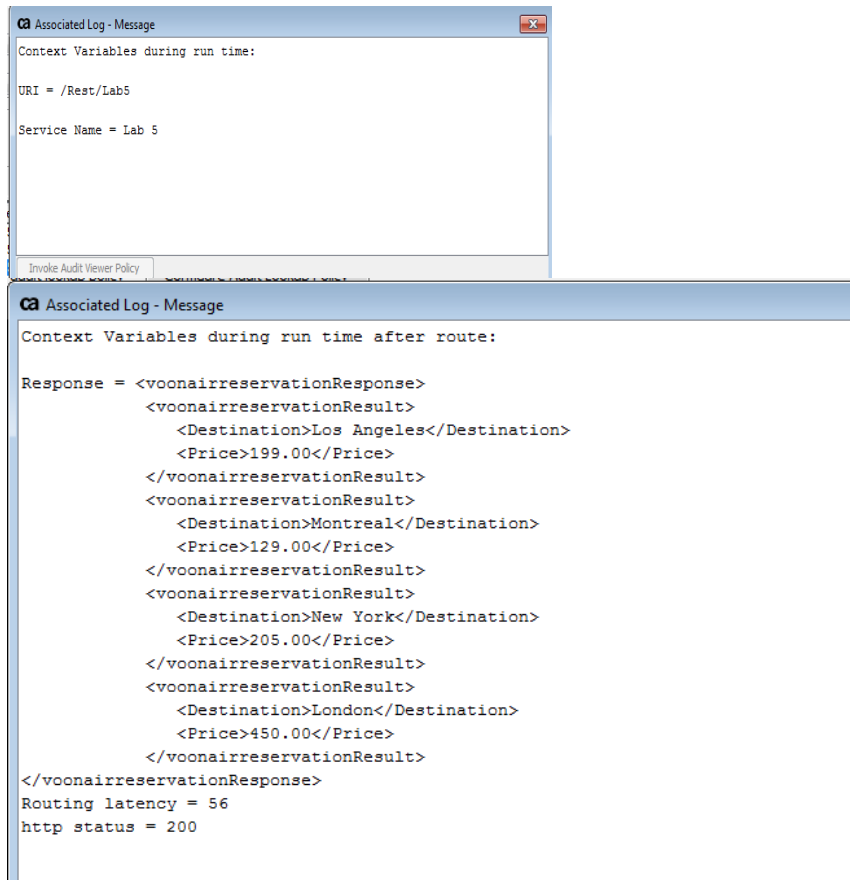 ca Associated Log - Message
Context Variables during run time:
URI = /Rest/Lab5
Service Name = Lab 5
Invoke Audit Viewer Policy
ca Associated Log - Message
Context Variables during run time after route:
Response = <voonairreservationResponse>
<voonairreservationResult>
<Destination>Los Angeles</Destination>
<Price>199.00</Price>
</voonairreservationResult>
<voonairreservationResult>
<Destination>Montreal</Destination>
<Price>129.00</Price>
</voonairreservationResult>
<voonairreservationResult>
<Destination>New York</Destination>
<Price>205.00</Price>
</voonairreservationResult>
<voonairreservationResult>
<Destination>London</Destination>
<Price>450.00</Price>
</voonairreservationResult>
</voonairreservationResponse>
Routing latency = 56
http status = 200